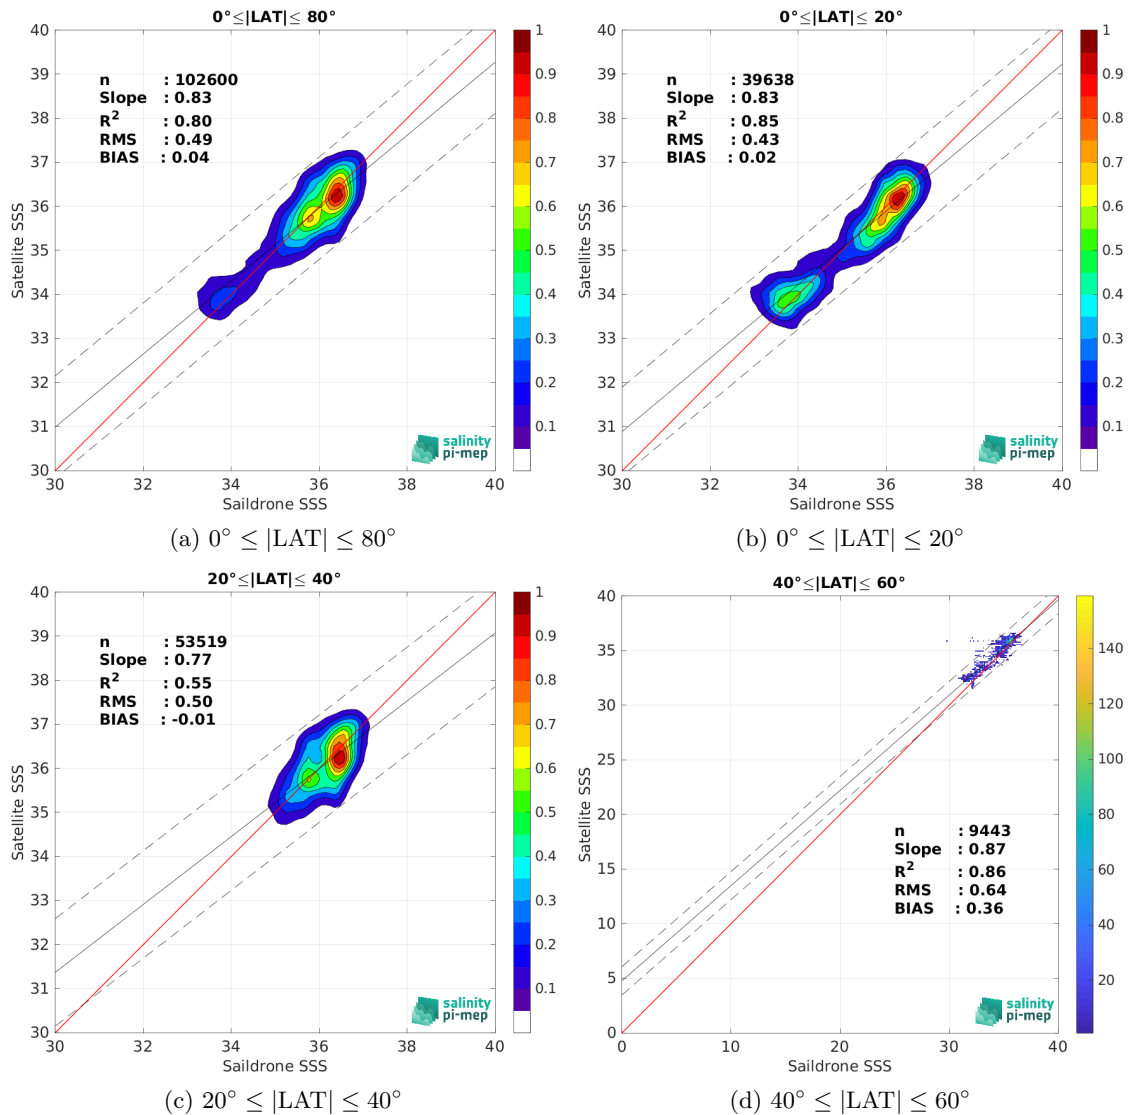 0°≤|LAT|≤ 80°
40
39
38
37
36
35
34
33
32
31
30
Satellite SSS
n : 102600
Slope : 0.83
R² : 0.80
RMS : 0.49
BIAS : 0.04
30 32 34 36 38 40
Saildrone SSS
1
0.9
0.8
0.7
0.6
0.5
0.4
0.3
0.2
0.1
salinity
pi-mep
(a) 0° ≤ |LAT| ≤ 80°
0°≤|LAT|≤ 20°
40
39
38
37
36
35
34
33
32
31
30
Satellite SSS
n : 39638
Slope : 0.83
R² : 0.85
RMS : 0.43
BIAS : 0.02
30 32 34 36 38 40
Saildrone SSS
1
0.9
0.8
0.7
0.6
0.5
0.4
0.3
0.2
0.1
salinity
pi-mep
(b) 0° ≤ |LAT| ≤ 20°
20°≤|LAT|≤ 40°
40
39
38
37
36
35
34
33
32
31
30
Satellite SSS
n : 53519
Slope : 0.77
R² : 0.55
RMS : 0.50
BIAS : -0.01
30 32 34 36 38 40
Saildrone SSS
1
0.9
0.8
0.7
0.6
0.5
0.4
0.3
0.2
0.1
salinity
pi-mep
(c) 20° ≤ |LAT| ≤ 40°
40°≤|LAT|≤ 60°
40
35
30
25
20
15
10
5
0
Satellite SSS
n : 9443
Slope : 0.87
R² : 0.86
RMS : 0.64
BIAS : 0.36
0 10 20 30 40
Saildrone SSS
140
120
100
80
60
40
20
salinity
pi-mep
(d) 40° ≤ |LAT| ≤ 60°